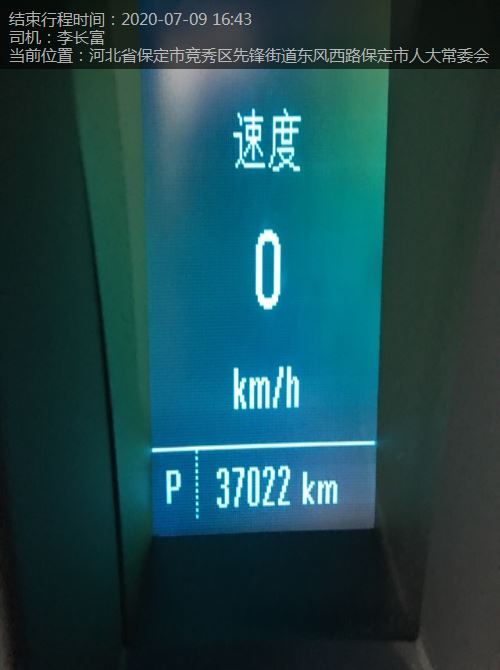 结束行程时间：2020-07-09 16:43
司机：李长富
当前位置：河北省保定市竞秀区先锋街道东风西路保定市人大常委会
速度
0
km/h
P 37022 km